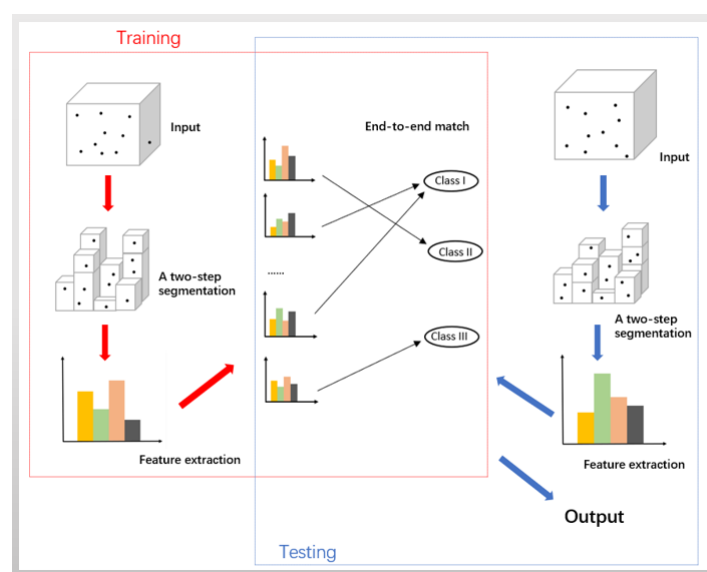 Training
Input
A two-step
segmentation
Feature extraction
End-to-end match
Class I
Class II
......
Class III
Input
A two-step
segmentation
Feature extraction
Output
Testing